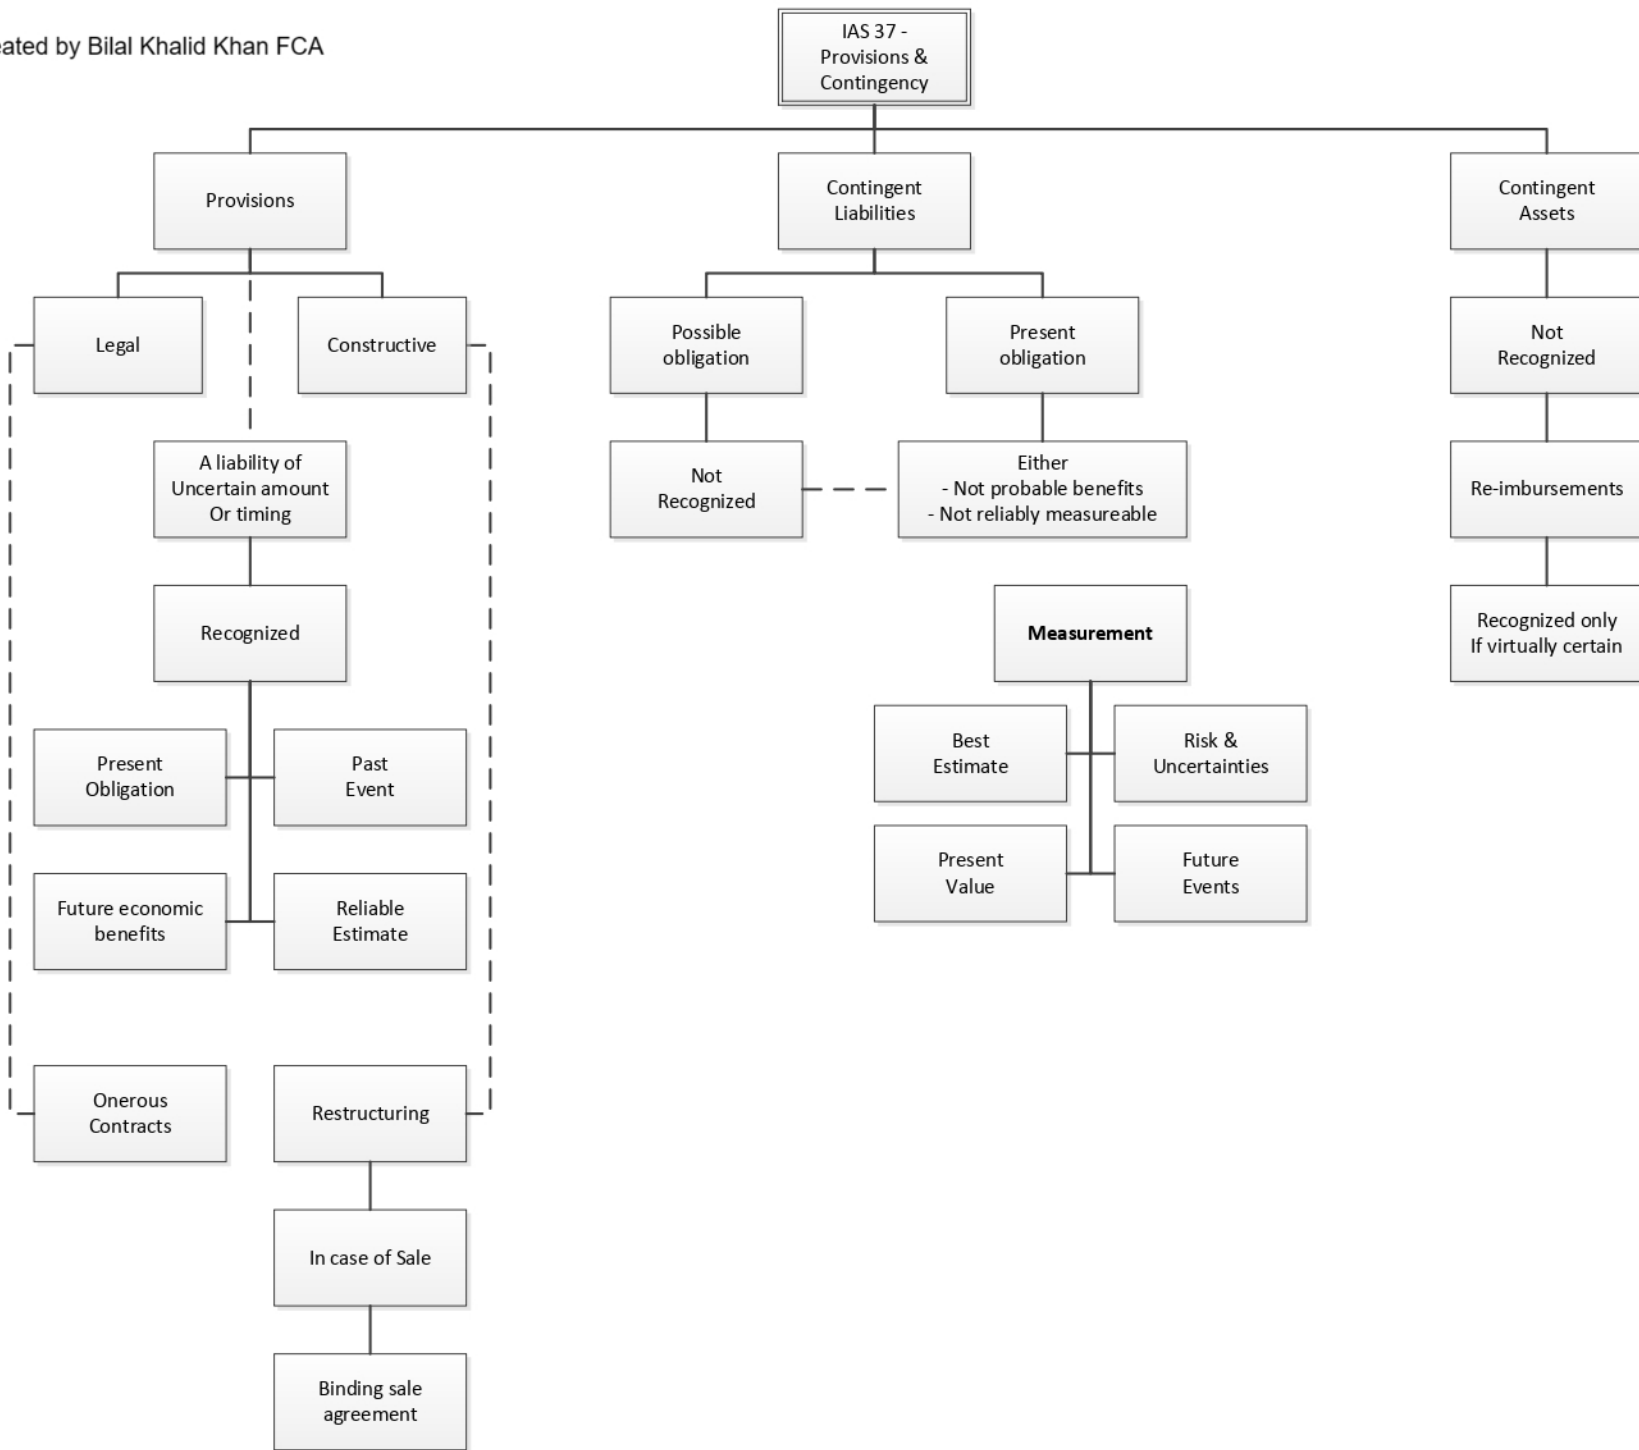 eated by Bilal Khalid Khan FCA
IAS 37 -
Provisions &
Contingency
Provisions
Contingent
Liabilities
Contingent
Assets
Legal
Constructive
Possible
obligation
Present
obligation
Not
Recognized
A liability of
Uncertain amount
Or timing
Not
Recognized
Either
- Not probable benefits
- Not reliably measureable
Re-imbursements
Recognized
Measurement
Recognized only
If virtually certain
Present
Obligation
Past
Event
Best
Estimate
Risk &
Uncertainties
Future economic
benefits
Reliable
Estimate
Present
Value
Future
Events
Onerous
Contracts
Restructuring
In case of Sale
Binding sale
agreement